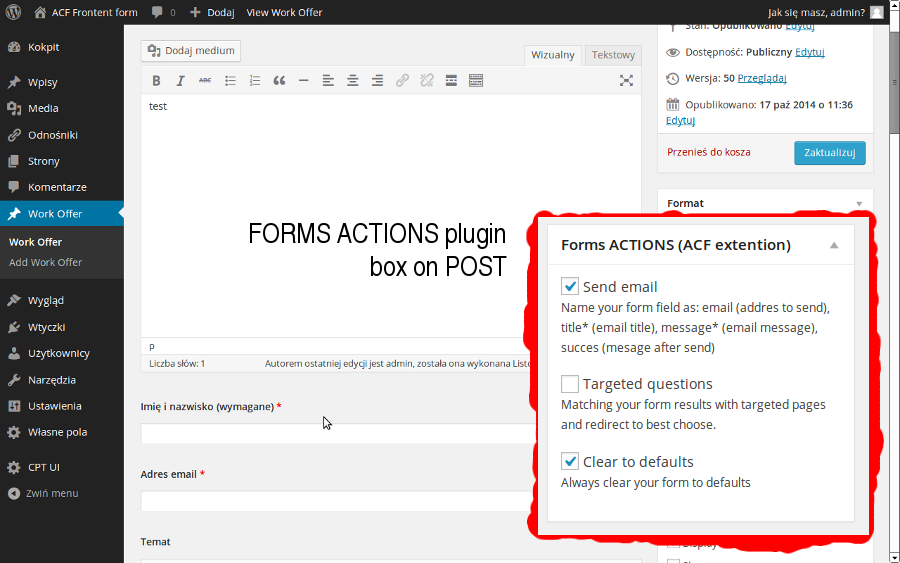 ACF Frontent form
0
Dodaj
View Work Offer
Jak się masz, admin?
Kokpit
Wpisy
Media
Odnośniki
Strony
Komentarze
Work Offer
Work Offer
Add Work Offer
Wygląd
Wtyczki
Użytkownicy
Narzędzia
Ustawienia
Własne pola
CPT UI
Zwiń menu
Dodaj medium
Wizualny
Tekstowy
B I ABC
test
FORMS ACTIONS plugin
box on POST
p
Liczba słów: 1
Autorem ostatniej edycji jest admin, została ona wykonana Listo
Imię i nazwisko (wymagane) *
Adres email *
Temat
Stan: Opublikowano Edytuj
Dostępność: Publiczny Edytuj
Wersja: 50 Przeglądaj
Opublikowano: 17 paź 2014 o 11:36
Edytuj
Przenieś do kosza
Zaktualizuj
Format
Forms ACTIONS (ACF extention)
Send email
Name your form field as: email (addres to send),
title* (email title), message* (email message),
succes (mesage after send)
Targeted questions
Matching your form results with targeted pages
and redirect to best choose.
Clear to defaults
Always clear your form to defaults